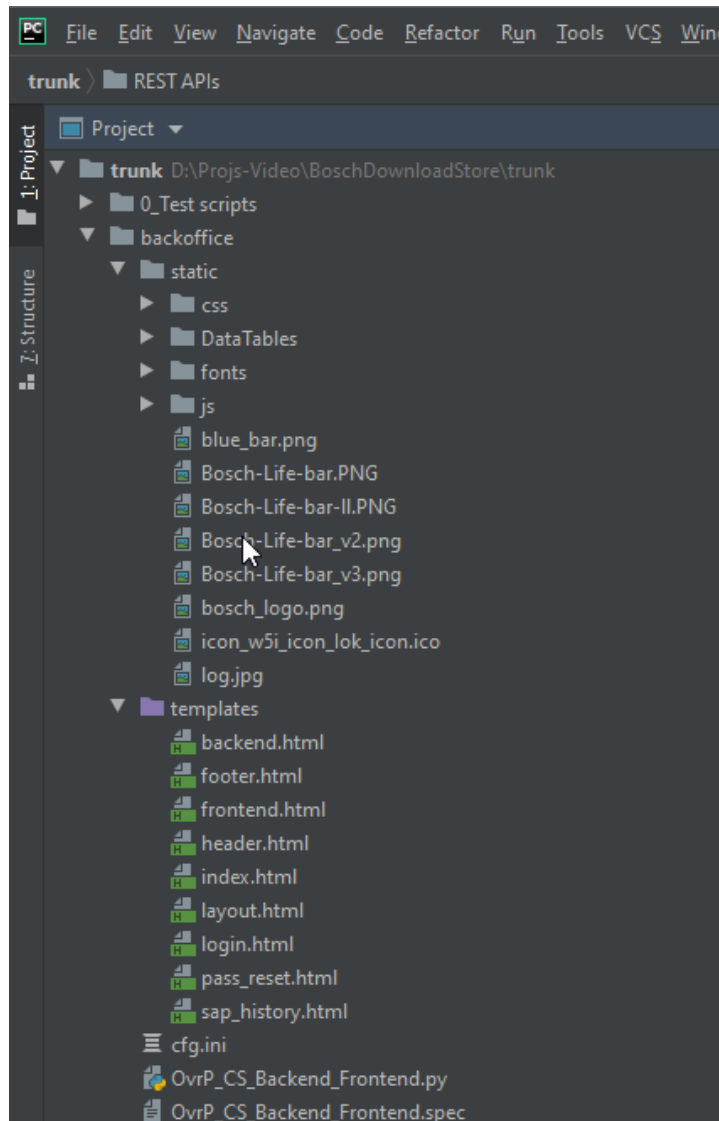 PC File Edit View Navigate Code Refactor Run Tools VCS
trunk REST APIs
1: Project
7: Structure
Project
trunk D:\Projs-Video\BoschDownloadStore\trunk
0_Test scripts
backoffice
static
css
DataTables
fonts
js
blue_bar.png
Bosch-Life-bar.PNG
Bosch-Life-bar-II.PNG
Bosch-Life-bar_v2.png
Bosch-Life-bar_v3.png
bosch_logo.png
icon_w5i_icon_lok_icon.ico
log.jpg
templates
backend.html
footer.html
frontend.html
header.html
index.html
layout.html
login.html
pass_reset.html
sap_history.html
cfg.ini
OvrP_CS_Backend_Frontend.py
OvrP_CS_Backend_Frontend.spec